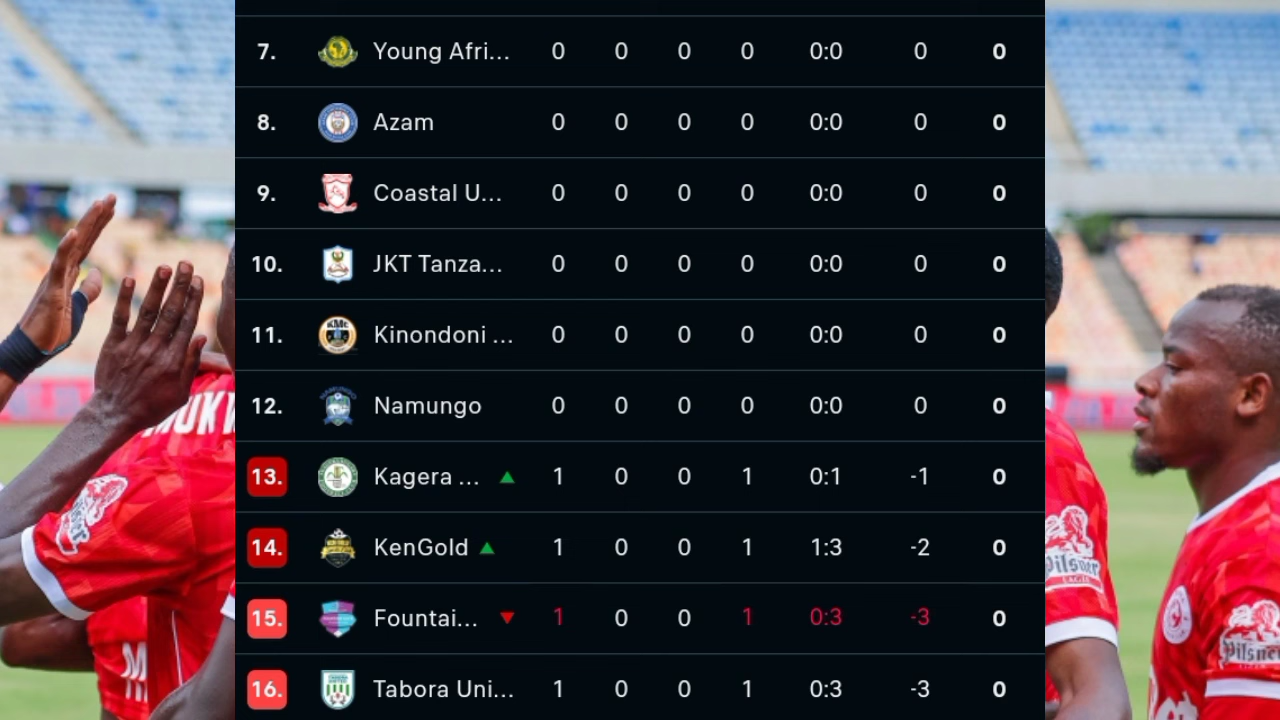 7. Young Afri... 0 0 0 0 0:0 0 0
8. Azam 0 0 0 0 0:0 0 0
9. Coastal U... 0 0 0 0 0:0 0 0
10. JKT Tanza... 0 0 0 0 0:0 0 0
11. KMC Kinondoni ... 0 0 0 0 0:0 0 0
12. Namungo 0 0 0 0 0:0 0 0
13. Kagera ... 1 0 0 1 0:1 -1 0
14. KenGold 1 0 0 1 1:3 -2 0
15. Fountai... 1 0 0 1 0:3 -3 0
16. Tabora Uni... 1 0 0 1 0:3 -3 0
Pilsner
LAGER
Pilsner